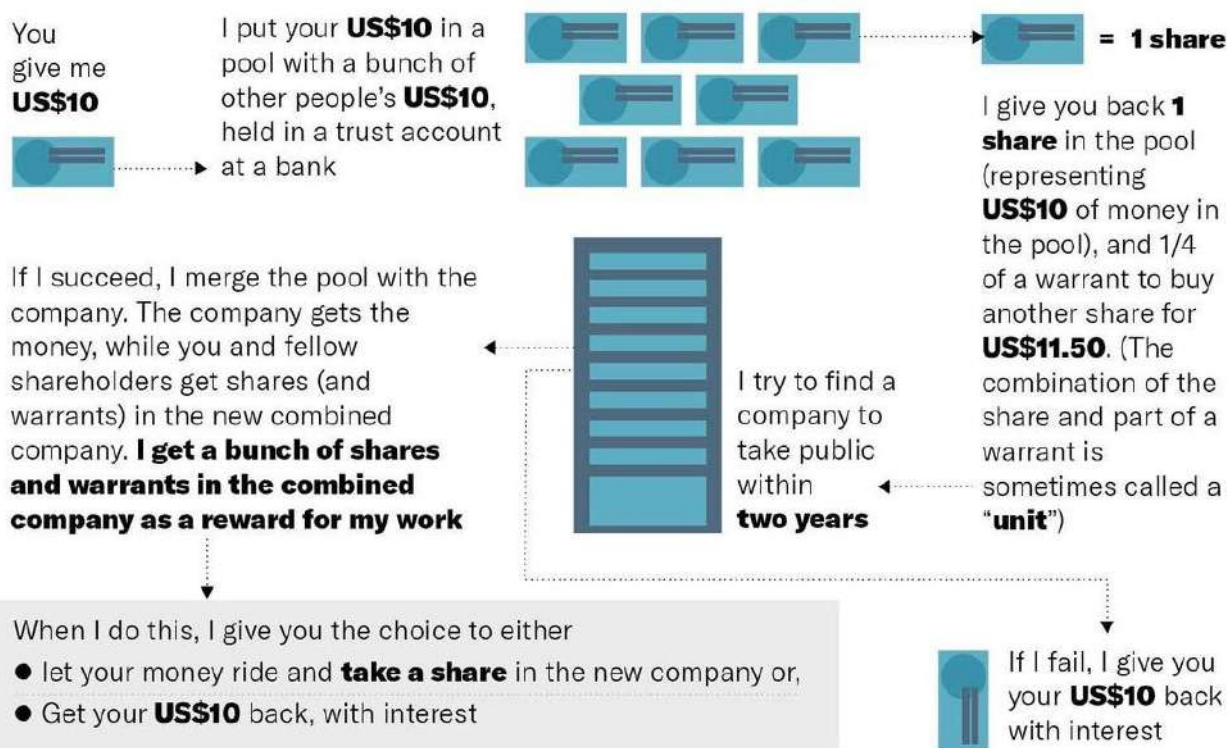 You
give me
US$10
I put your US$10 in a
pool with a bunch of
other people's US$10,
held in a trust account
at a bank
= 1 share
I give you back 1
share in the pool
(representing
US$10 of money in
the pool), and 1/4
of a warrant to buy
another share for
US$11.50. (The
combination of the
share and part of a
warrant is
sometimes called a
“unit”)
I try to find a
company to
take public
within
two years
If I succeed, I merge the pool with the
company. The company gets the
money, while you and fellow
shareholders get shares (and
warrants) in the new combined
company. I get a bunch of shares
and warrants in the combined
company as a reward for my work
When I do this, I give you the choice to either
● let your money ride and take a share in the new company or,
● Get your US$10 back, with interest
If I fail, I give you
your US$10 back
with interest